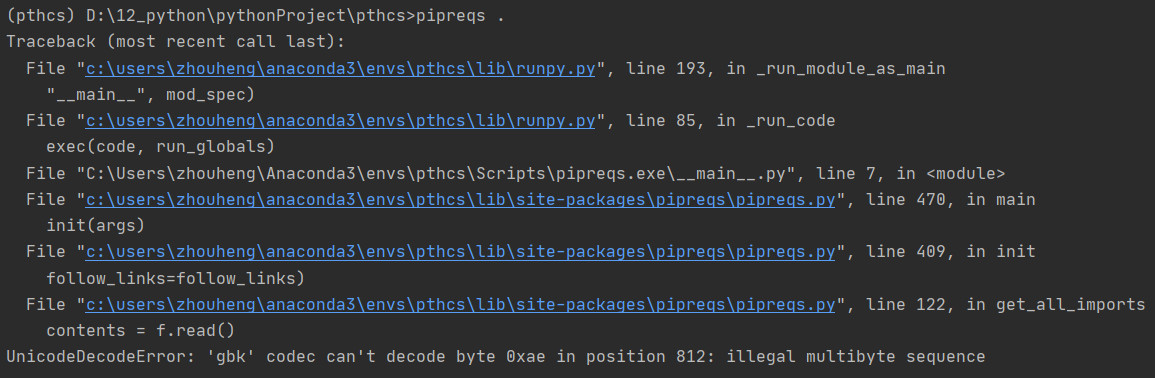 (pthcs) D:\12_python\pythonProject\pthcs>pipreqs .
Traceback (most recent call last):
  File "c:\users\zhouheng\anaconda3\envs\pthcs\lib\runpy.py", line 193, in _run_module_as_main
    "__main__", mod_spec)
  File "c:\users\zhouheng\anaconda3\envs\pthcs\lib\runpy.py", line 85, in _run_code
    exec(code, run_globals)
  File "C:\Users\zhouheng\Anaconda3\envs\pthcs\Scripts\pipreqs.exe\__main__.py", line 7, in <module>
  File "c:\users\zhouheng\anaconda3\envs\pthcs\lib\site-packages\pipreqs\pipreqs.py", line 470, in main
    init(args)
  File "c:\users\zhouheng\anaconda3\envs\pthcs\lib\site-packages\pipreqs\pipreqs.py", line 409, in init
    follow_links=follow_links)
  File "c:\users\zhouheng\anaconda3\envs\pthcs\lib\site-packages\pipreqs\pipreqs.py", line 122, in get_all_imports
    contents = f.read()
UnicodeDecodeError: 'gbk' codec can't decode byte 0xae in position 812: illegal multibyte sequence